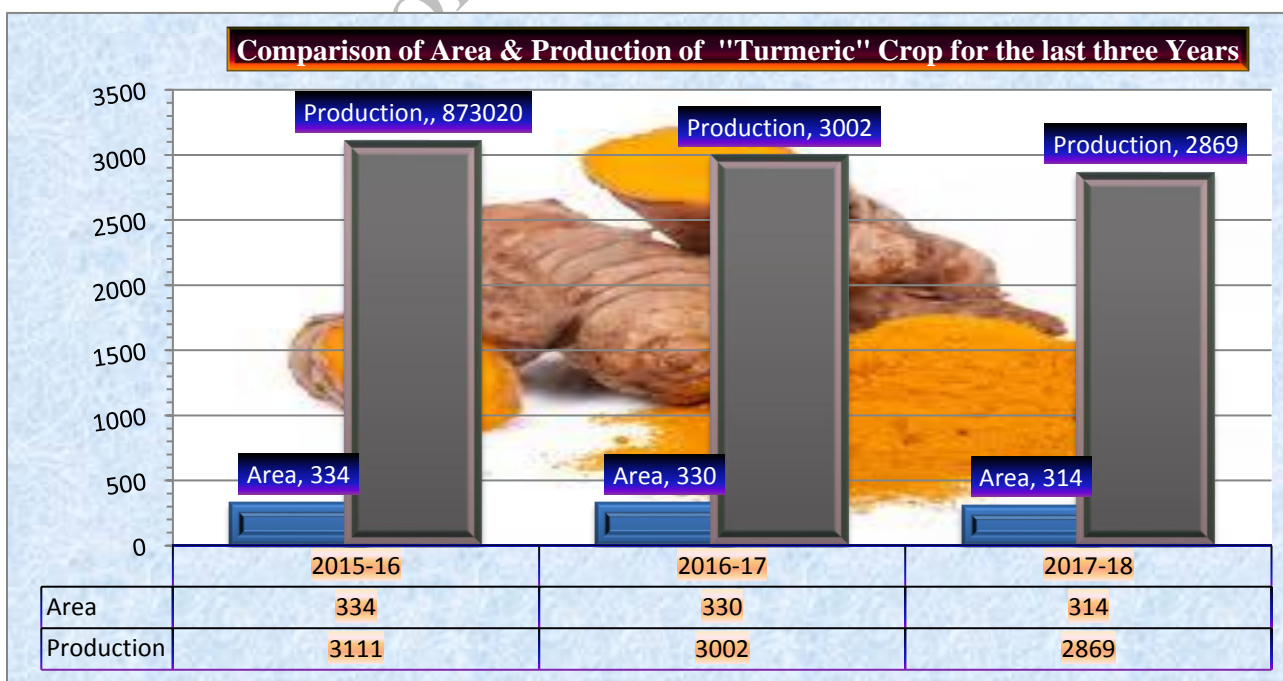 Comparison of Area & Production of "Turmeric" Crop for the last three Years
3500
3000
2500
2000
1500
1000
500
0
Production,, 873020
Production, 3002
Production, 2869
Area, 334
Area, 330
Area, 314
2015-16 2016-17 2017-18
Area 334 330 314
Production 3111 3002 2869